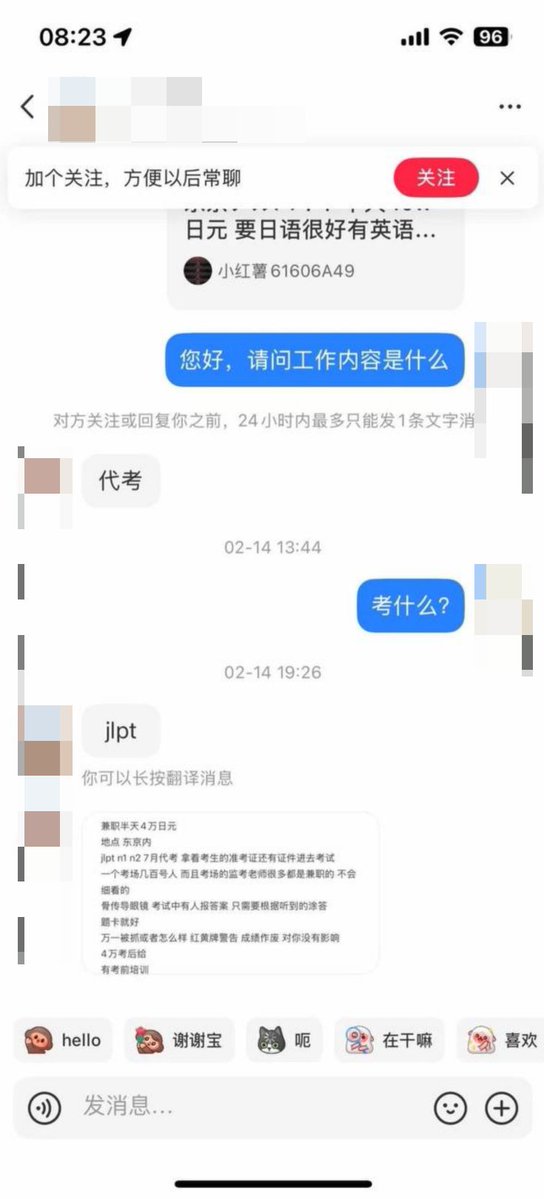 08:23
96
加个关注，方便以后常聊
关注
日元 要日语很好有英语...
小红薯61606A49
您好，请问工作内容是什么
对方关注或回复你之前，24小时内最多只能发1条文字消
代考
02-14 13:44
考什么?
02-14 19:26
jlpt
你可以长按翻译消息
兼职半天4万日元
地点 东京内
jlpt n1 n2 7月代考 拿着考生的准考证还有证件进去考试
一个考场几百号人 而且考场的监考老师很多都是兼职的 不会
细看的
骨传导眼镜 考试中有人报答案 只需要根据听到的涂答
题卡就好
万一被抓或者怎么样 红黄牌警告 成绩作废 对你没有影响
4万考后给
有考前培训
hello
谢谢宝
呃
在干嘛
喜欢
发消息...